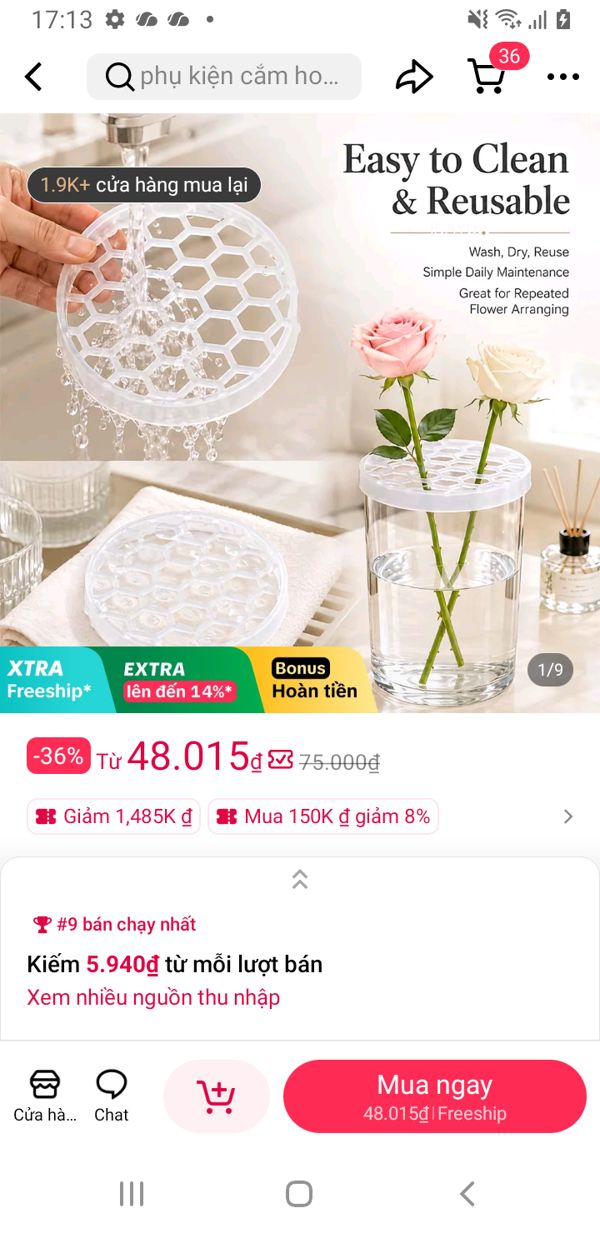 17:13
36
phụ kiện cắm ho...
1.9K+ cửa hàng mua lại
Easy to Clean
& Reusable
Wash, Dry, Reuse
Simple Daily Maintenance
Great for Repeated
Flower Arranging
XTRA
Freeship*
EXTRA
lên đến 14%*
Bonus
Hoàn tiền
1/9
-36% Từ 48.015₫ 75.000₫
Giảm 1,485K ₫
Mua 150K ₫ giảm 8%
#9 bán chạy nhất
Kiếm 5.940₫ từ mỗi lượt bán
Xem nhiều nguồn thu nhập
Cửa hà...
Chat
Mua ngay
48.015₫|Freeship